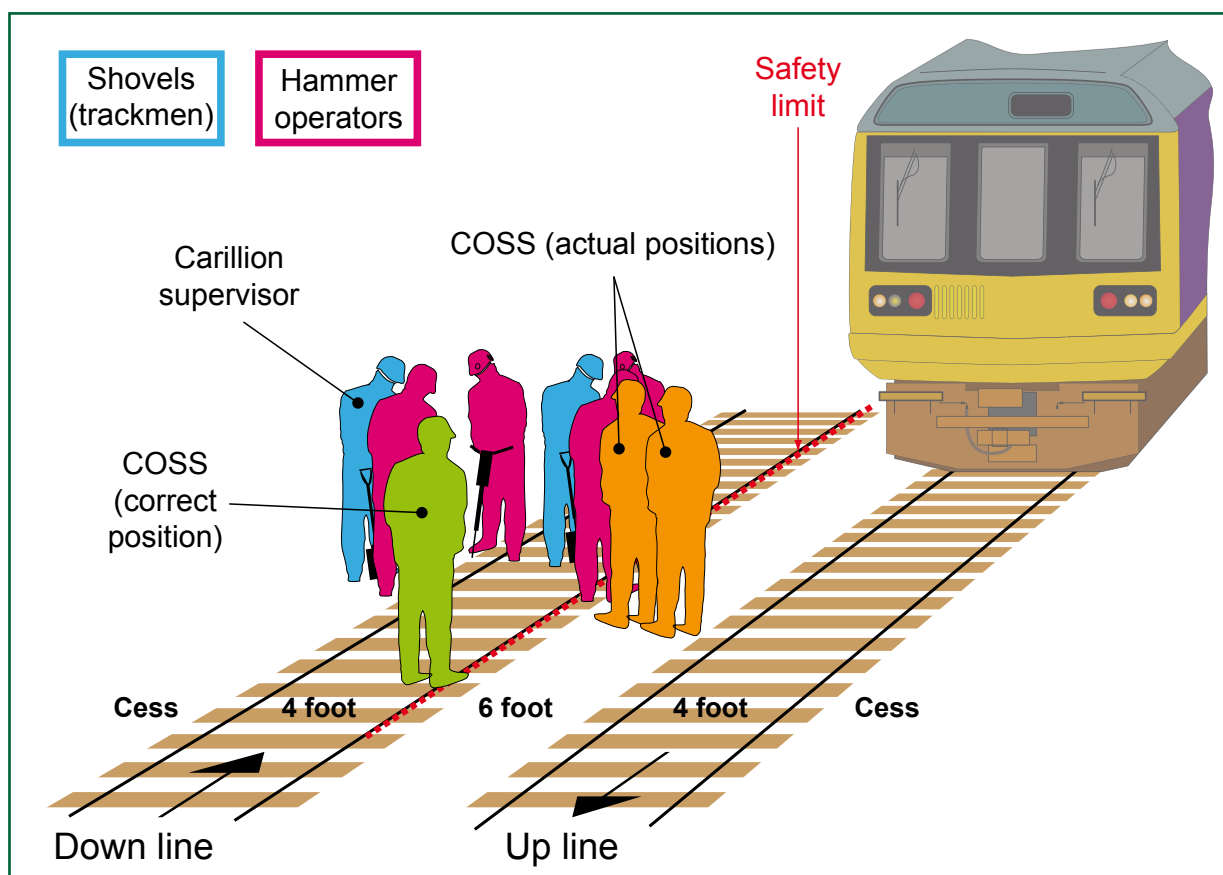 Shovels
(trackmen)
Hammer
operators
Safety
limit
Carillion
supervisor
COSS (actual positions)
COSS
(correct
position)
Cess
4 foot
6 foot
4 foot
Cess
Down line
Up line